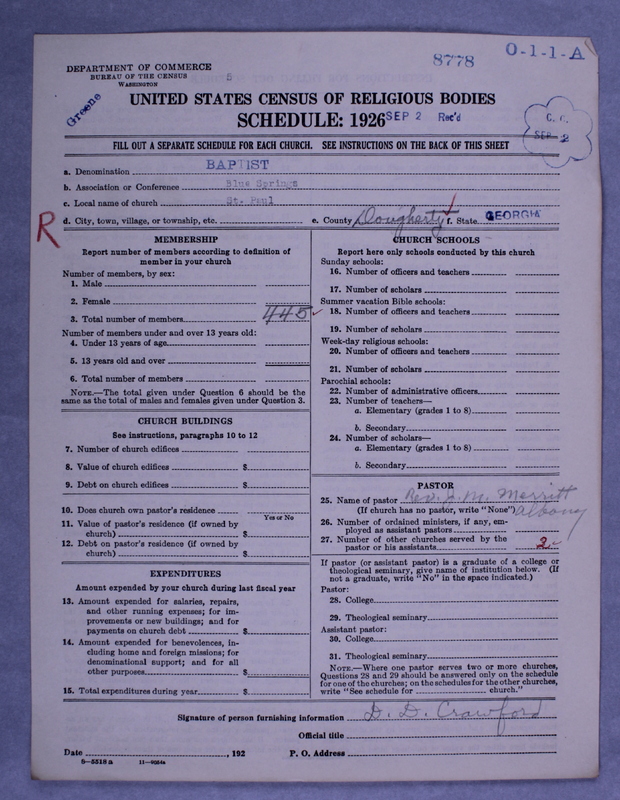 8778
O-1-1-A
DEPARTMENT OF COMMERCE
BUREAU OF THE CENSUS
WASHINGTON
5
Greene
UNITED STATES CENSUS OF RELIGIOUS BODIES
SCHEDULE: 1926
SEP 2 Rec'd
C. C.
SEP 2
FILL OUT A SEPARATE SCHEDULE FOR EACH CHURCH. SEE INSTRUCTIONS ON THE BACK OF THIS SHEET
a. Denomination BAPTIST
b. Association or Conference Blue Springs
c. Local name of church St. Paul
d. City, town, village, or township, etc. e. County Dougherty f. State GEORGIA
R
MEMBERSHIP
Report number of members according to definition of
member in your church
Number of members, by sex:
1. Male
2. Female
3. Total number of members 445
Number of members under and over 13 years old:
4. Under 13 years of age
5. 13 years old and over
6. Total number of members
NOTE.—The total given under Question 6 should be the
same as the total of males and females given under Question 3.
CHURCH BUILDINGS
See instructions, paragraphs 10 to 12
7. Number of church edifices
8. Value of church edifices $
9. Debt on church edifices $
10. Does church own pastor's residence
Yes or No
11. Value of pastor's residence (if owned by
church) $
12. Debt on pastor's residence (if owned by
church) $
EXPENDITURES
Amount expended by your church during last fiscal year
13. Amount expended for salaries, repairs,
and other running expenses; for im-
provements or new buildings; and for
payments on church debt $
14. Amount expended for benevolences, in-
cluding home and foreign missions; for
denominational support; and for all
other purposes $
15. Total expenditures during year $
CHURCH SCHOOLS
Report here only schools conducted by this church
Sunday schools:
16. Number of officers and teachers
17. Number of scholars
Summer vacation Bible schools:
18. Number of officers and teachers
19. Number of scholars
Week-day religious schools:
20. Number of officers and teachers
21. Number of scholars
Parochial schools:
22. Number of administrative officers
23. Number of teachers—
a. Elementary (grades 1 to 8)
b. Secondary
24. Number of scholars—
a. Elementary (grades 1 to 8)
b. Secondary
PASTOR
25. Name of pastor Rev. J. M. Merritt
(If church has no pastor, write "None") Albany
26. Number of ordained ministers, if any, em-
ployed as assistant pastors
27. Number of other churches served by the
pastor or his assistants 2
If pastor (or assistant pastor) is a graduate of a college or
theological seminary, give name of institution below. (If
not a graduate, write "No" in the space indicated.)
Pastor:
28. College
29. Theological seminary
Assistant pastor:
30. College
31. Theological seminary
NOTE.—Where one pastor serves two or more churches,
Questions 28 and 29 should be answered only on the schedule
for one of the churches; on the schedules for the other churches,
write "See schedule for church."
Signature of person furnishing information D. D. Crawford
Official title
Date , 192 P. O. Address
9-5518 a 11-9054a